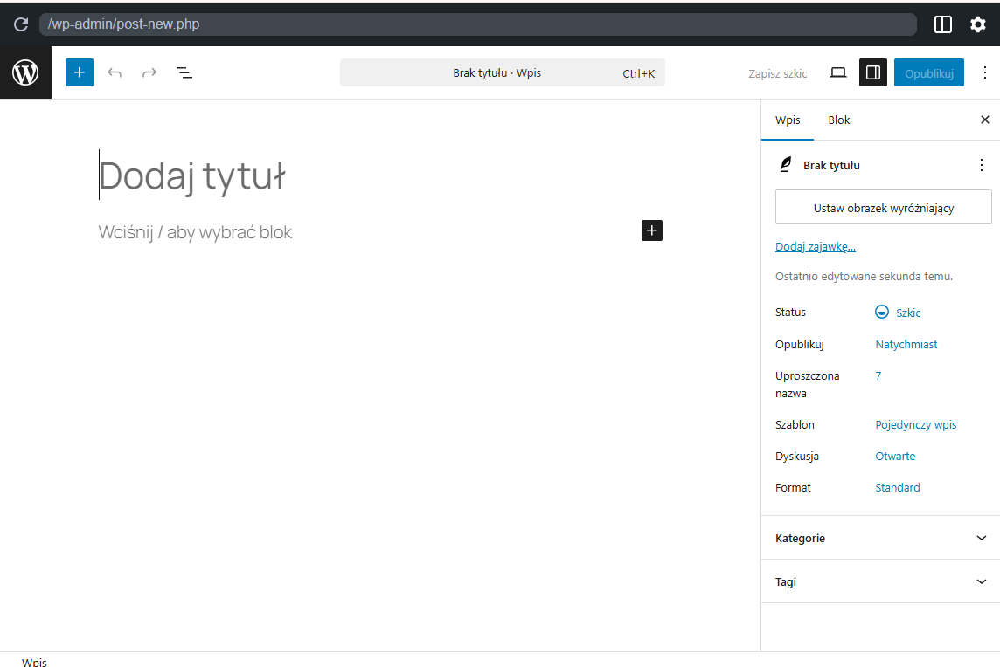 /wp-admin/post-new.php
Brak tytułu · Wpis Ctrl+K
Zapisz szkic
Opublikuj
Wpis
Blok
Dodaj tytuł
Wciśnij / aby wybrać blok
Brak tytułu
Ustaw obrazek wyróżniający
Dodaj zajawkę...
Ostatnio edytowane sekunda temu.
Status Szkic
Opublikuj Natychmiast
Uproszczona 7
nazwa
Szablon Pojedynczy wpis
Dyskusja Otwarte
Format Standard
Kategorie
Tagi
Wpis